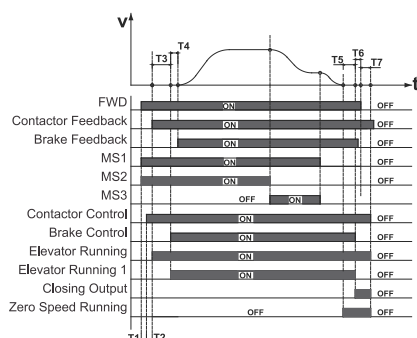 v
T3
T4
T5
T6
T7
t
FWD ON OFF
Contactor Feedback ON OFF
Brake Feedback ON OFF
MS1 ON OFF
MS2 ON OFF
MS3 OFF ON OFF
Contactor Control ON OFF
Brake Control ON OFF
Elevator Running ON OFF
Elevator Running 1 ON OFF
Closing Output OFF
Zero Speed Running OFF OFF
T1 T2